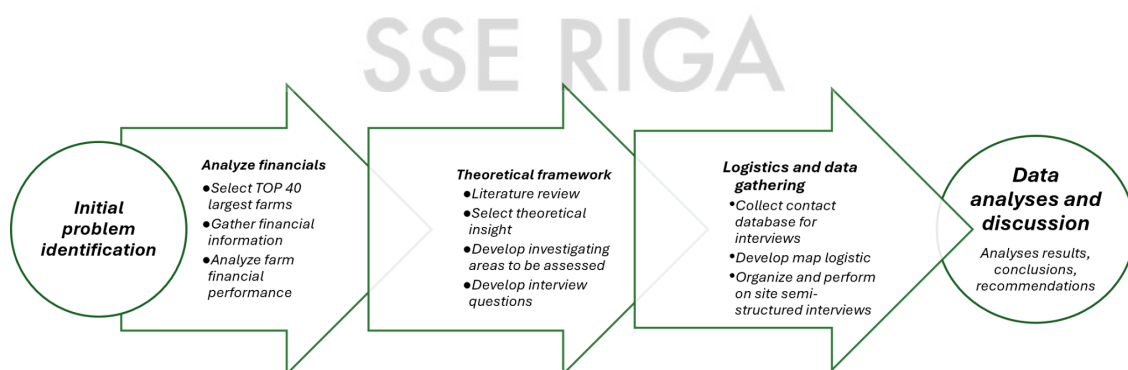 SSE RIGA
Initial
problem
identification
Analyze financials
●Select TOP 40
largest farms
●Gather financial
information
●Analyze farm
financial
performance
Theoretical framework
●Literature review
●Select theoretical
insight
●Develop investigating
areas to be assessed
●Develop interview
questions
Logistics and data
gathering
•Collect contact
database for
interviews
•Develop map logistic
•Organize and perform
on site semi-
structured interviews
Data
analyses and
discussion
Analyses results,
conclusions,
recommendations